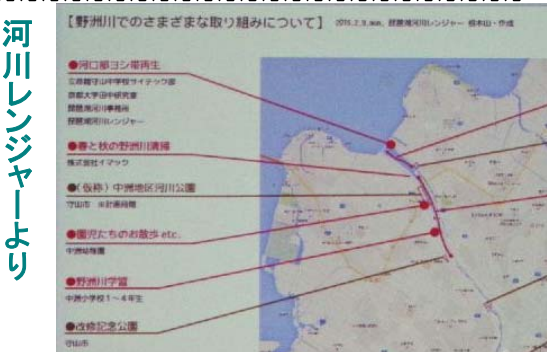 河川レンジャーより
【野洲川でのさまざまな取り組みについて】
●河口部ヨシ帯再生
立命館守山中学校サイテック部
京都大学田中研究室
琵琶湖河川事務所
琵琶湖河川レンジャー
●春と秋の野洲川清掃
株式会社イマック
●(仮称)中洲地区河川公園
守山市
●園児たちのお散歩 etc.
中洲幼稚園
●野洲川学習
中洲小学校1〜4年生
●改修記念公園
守山市